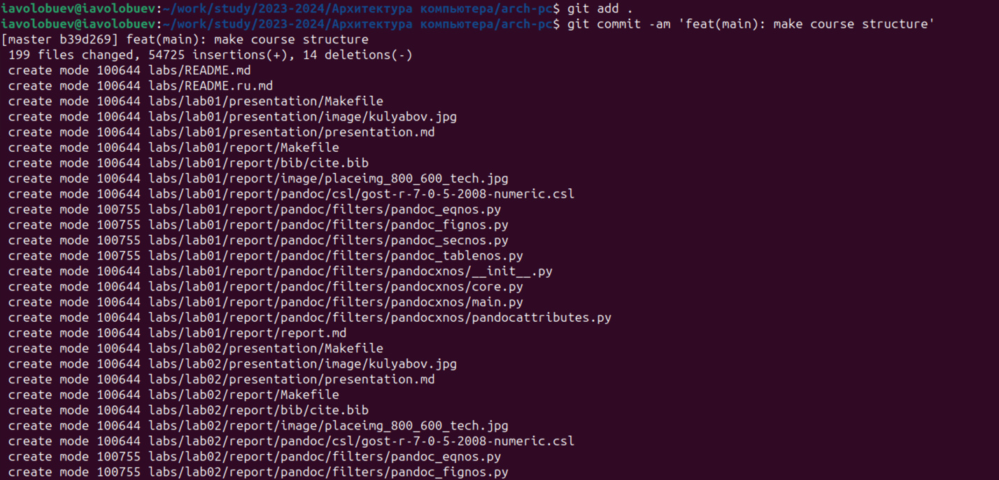 iavolobuev@iavolobuev:~/work/study/2023-2024/Архитектура компьютера/arch-pc$ git add .
iavolobuev@iavolobuev:~/work/study/2023-2024/Архитектура компьютера/arch-pc$ git commit -am 'feat(main): make course structure'
[master b39d269] feat(main): make course structure
 199 files changed, 54725 insertions(+), 14 deletions(-)
 create mode 100644 labs/README.md
 create mode 100644 labs/README.ru.md
 create mode 100644 labs/lab01/presentation/Makefile
 create mode 100644 labs/lab01/presentation/image/kulyabov.jpg
 create mode 100644 labs/lab01/presentation/presentation.md
 create mode 100644 labs/lab01/report/Makefile
 create mode 100644 labs/lab01/report/bib/cite.bib
 create mode 100644 labs/lab01/report/image/placeimg_800_600_tech.jpg
 create mode 100644 labs/lab01/report/pandoc/csl/gost-r-7-0-5-2008-numeric.csl
 create mode 100755 labs/lab01/report/pandoc/filters/pandoc_eqnos.py
 create mode 100755 labs/lab01/report/pandoc/filters/pandoc_fignos.py
 create mode 100755 labs/lab01/report/pandoc/filters/pandoc_secnos.py
 create mode 100755 labs/lab01/report/pandoc/filters/pandoc_tablenos.py
 create mode 100644 labs/lab01/report/pandoc/filters/pandocxnos/__init__.py
 create mode 100644 labs/lab01/report/pandoc/filters/pandocxnos/core.py
 create mode 100644 labs/lab01/report/pandoc/filters/pandocxnos/main.py
 create mode 100644 labs/lab01/report/pandoc/filters/pandocxnos/pandocattributes.py
 create mode 100644 labs/lab01/report/report.md
 create mode 100644 labs/lab02/presentation/Makefile
 create mode 100644 labs/lab02/presentation/image/kulyabov.jpg
 create mode 100644 labs/lab02/presentation/presentation.md
 create mode 100644 labs/lab02/report/Makefile
 create mode 100644 labs/lab02/report/bib/cite.bib
 create mode 100644 labs/lab02/report/image/placeimg_800_600_tech.jpg
 create mode 100644 labs/lab02/report/pandoc/csl/gost-r-7-0-5-2008-numeric.csl
 create mode 100755 labs/lab02/report/pandoc/filters/pandoc_eqnos.py
 create mode 100755 labs/lab02/report/pandoc/filters/pandoc_fignos.py